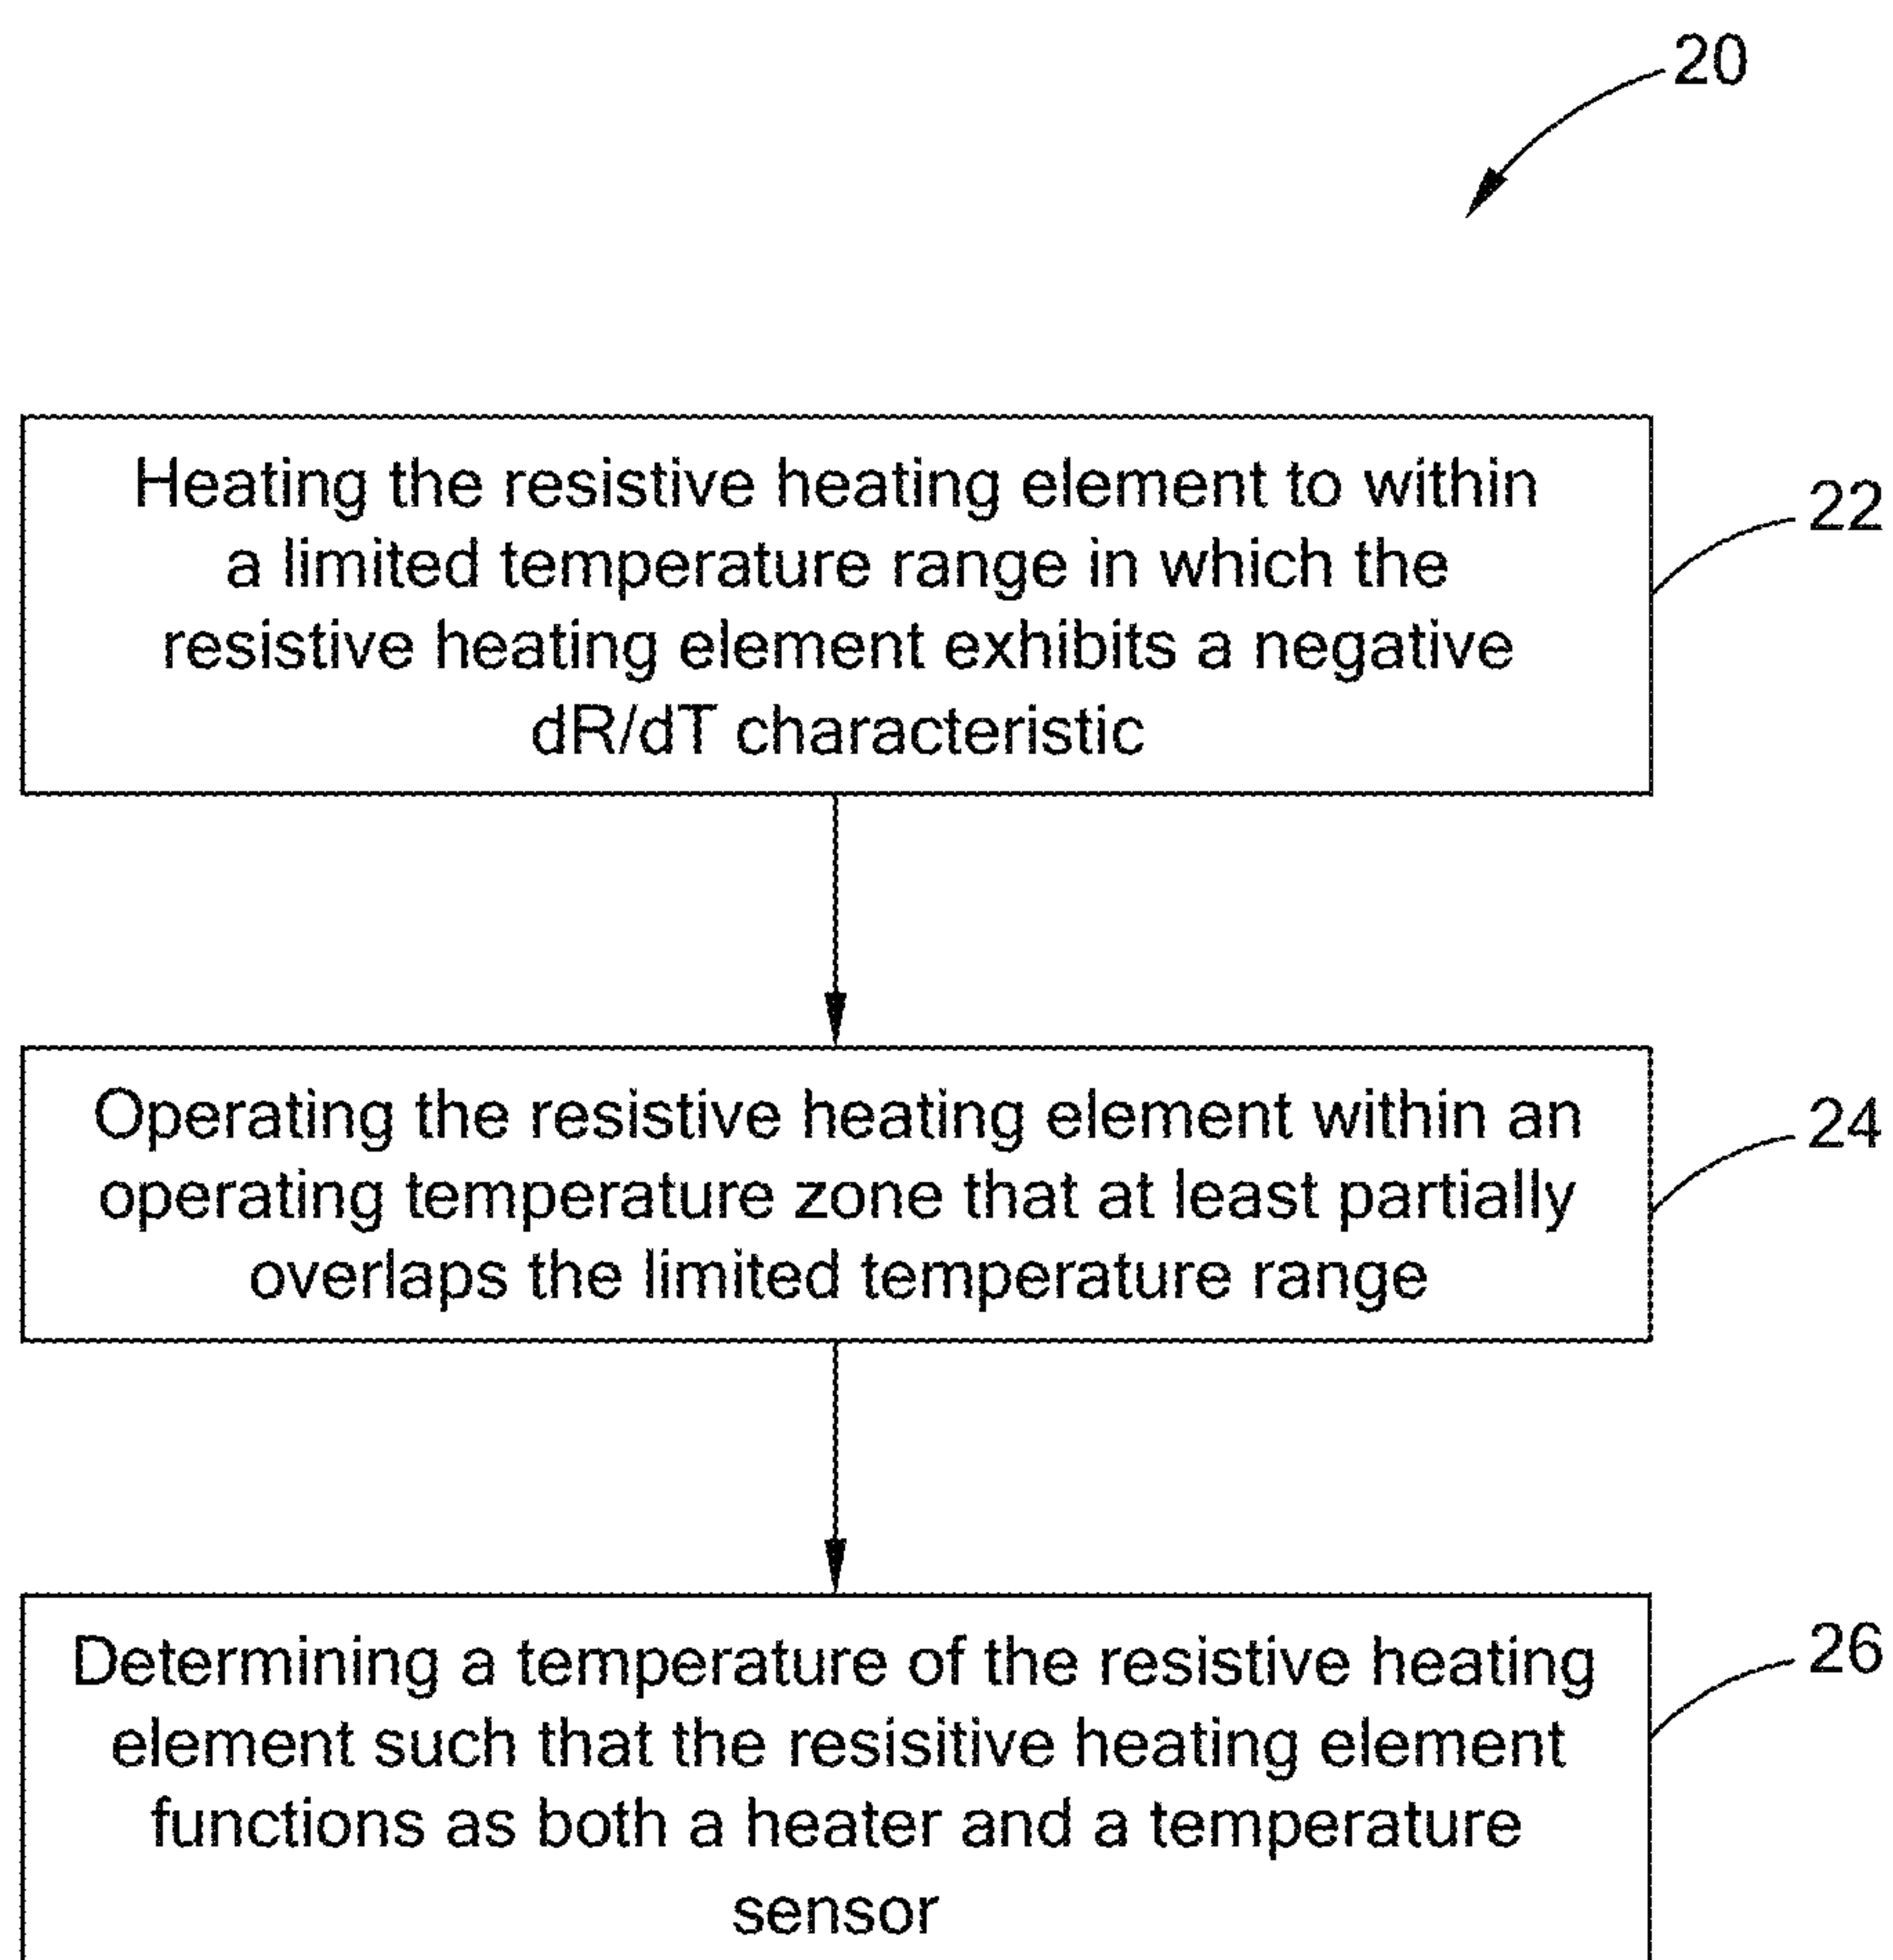 20
Heating the resistive heating element to within
a limited temperature range in which the
resistive heating element exhibits a negative
dR/dT characteristic
22
Operating the resistive heating element within an
operating temperature zone that at least partially
overlaps the limited temperature range
24
Determining a temperature of the resistive heating
element such that the resisitive heating element
functions as both a heater and a temperature
sensor
26